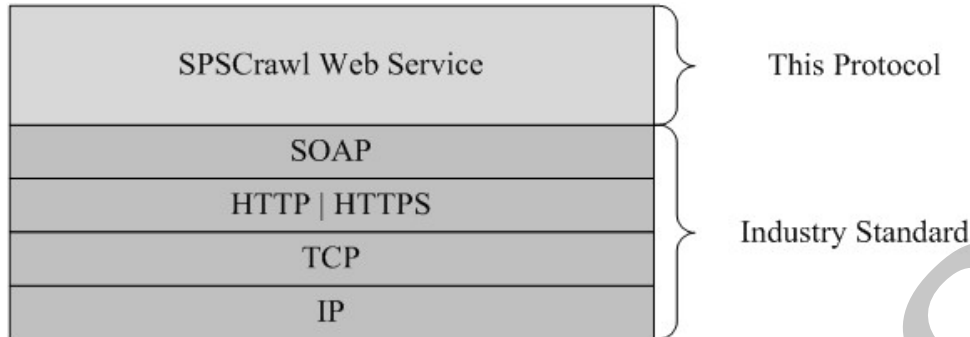 SPSCrawl Web Service
This Protocol
SOAP
HTTP | HTTPS
TCP
Industry Standard
IP